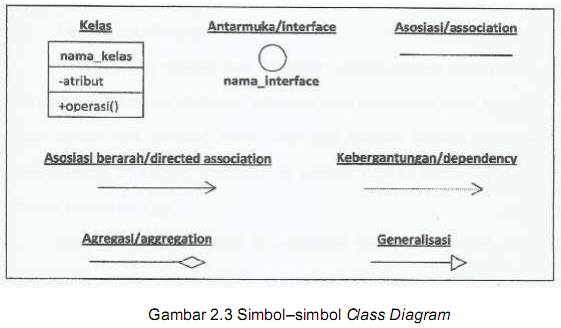 Kelas
Antarmuka/interface
Asosiasi/association
nama_kelas
-atribut
+operasi()
nama_interface
Asosiasi berarah/directed association
Kebergantungan/dependency
Agregasi/aggregation
Generalisasi
Gambar 2.3 Simbol–simbol Class Diagram